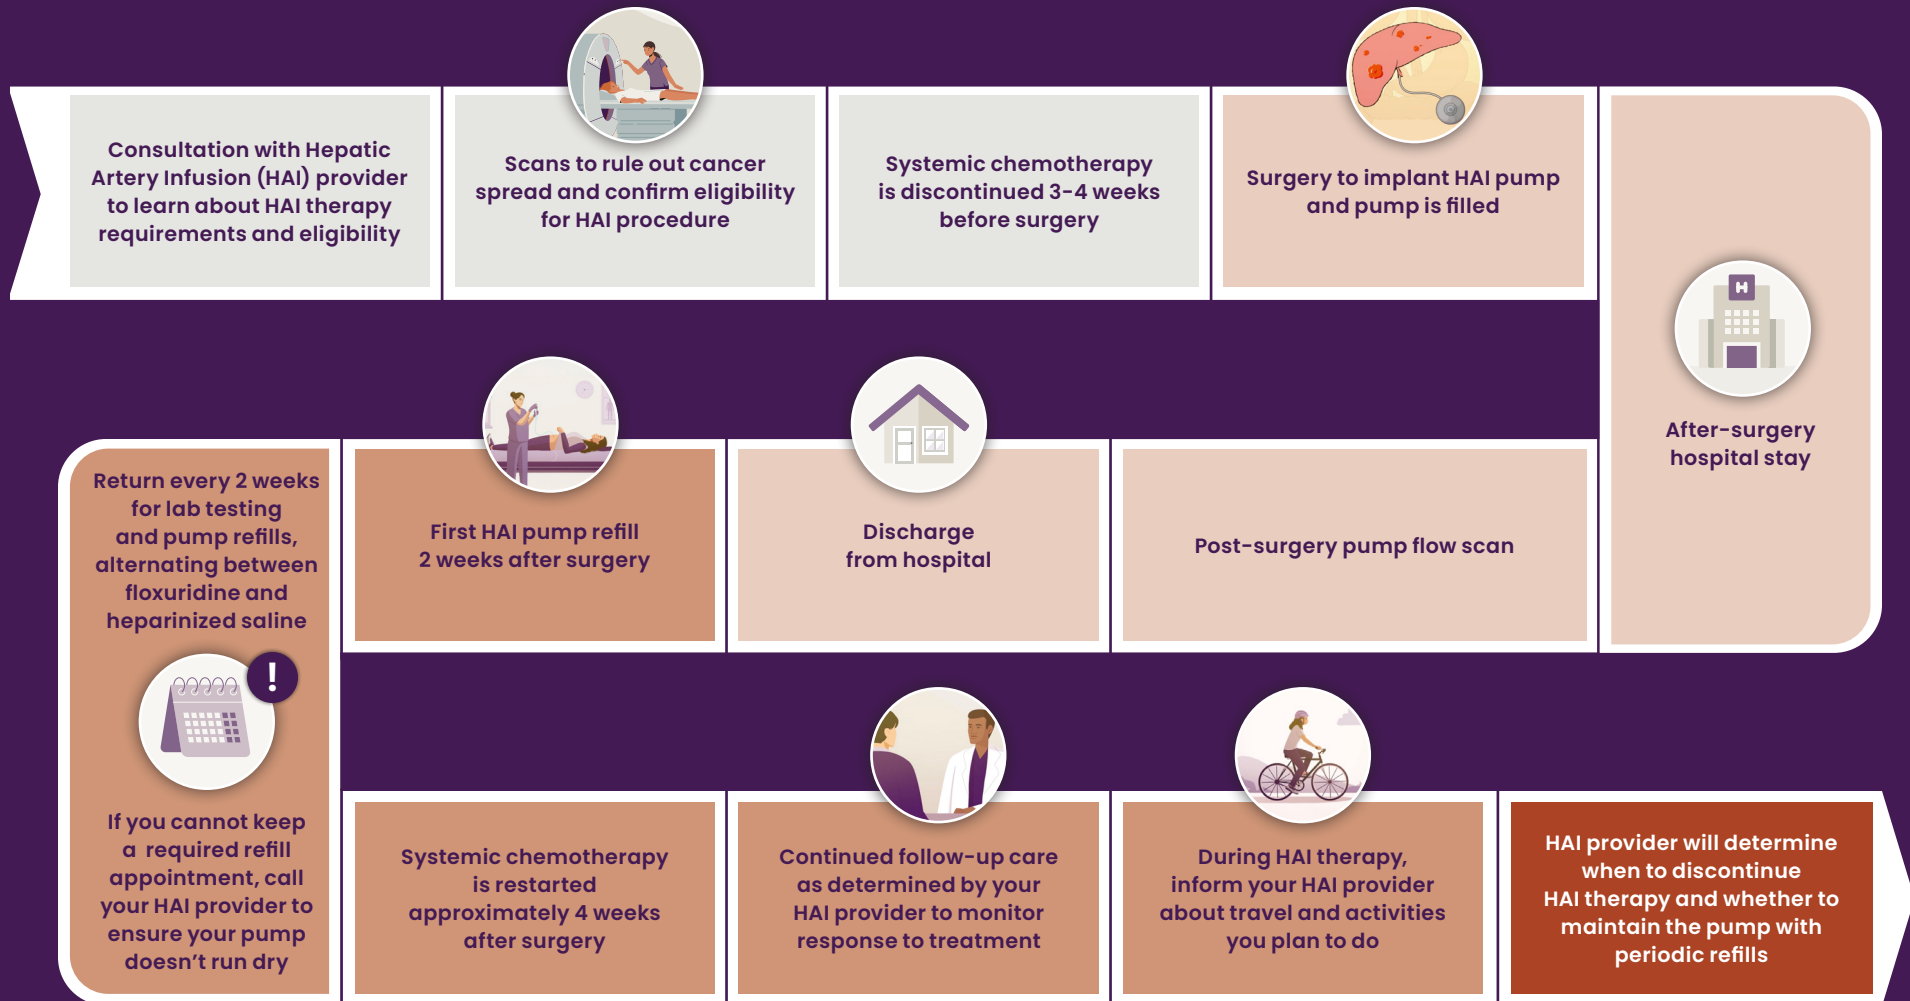 Consultation with Hepatic
Artery Infusion (HAI) provider
to learn about HAI therapy
requirements and eligibility
Scans to rule out cancer
spread and confirm eligibility
for HAI procedure
Systemic chemotherapy
is discontinued 3-4 weeks
before surgery
Surgery to implant HAI pump
and pump is filled
H
After-surgery
hospital stay
Post-surgery pump flow scan
Discharge
from hospital
First HAI pump refill
2 weeks after surgery
Return every 2 weeks
for lab testing
and pump refills,
alternating between
floxuridine and
heparinized saline
!
If you cannot keep
a required refill
appointment, call
your HAI provider to
ensure your pump
doesn't run dry
Systemic chemotherapy
is restarted
approximately 4 weeks
after surgery
Continued follow-up care
as determined by your
HAI provider to monitor
response to treatment
During HAI therapy,
inform your HAI provider
about travel and activities
you plan to do
HAI provider will determine
when to discontinue
HAI therapy and whether to
maintain the pump with
periodic refills